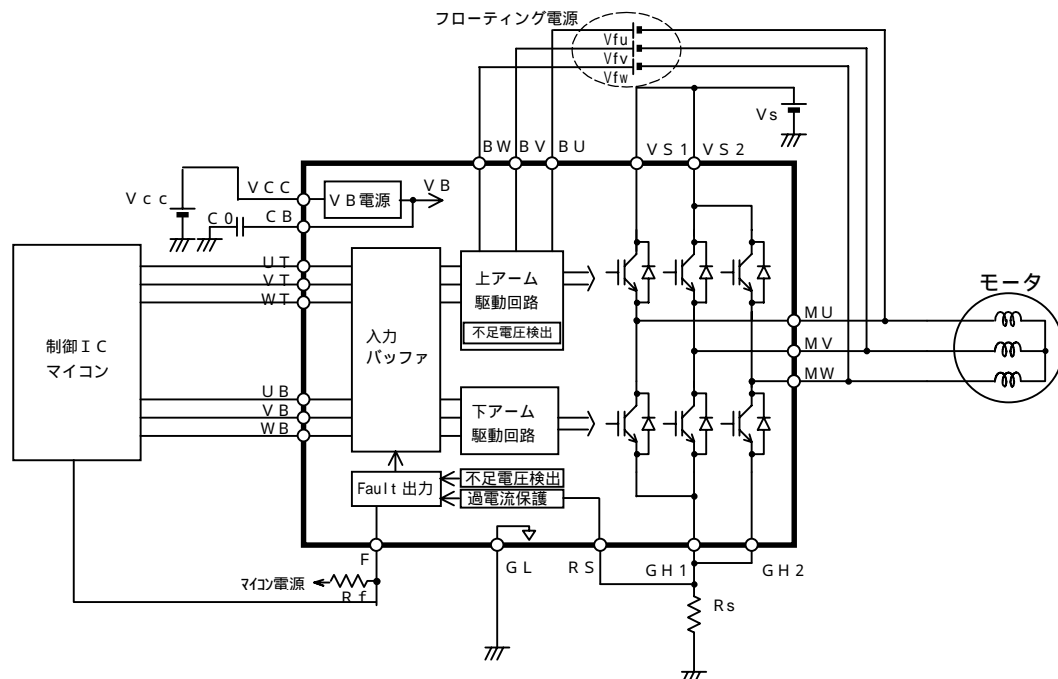 フローティング電源
Vfu
Vfv
Vfw
Vs
BW BV BU
VS1 VS2
Vcc
VCC
VB電源
VB
C0
CB
UT
VT
WT
制御IC
マイコン
入力
バッファ
上アーム
駆動回路
不足電圧検出
モータ
MU
MV
MW
UB
VB
WB
下アーム
駆動回路
Fault 出力
不足電圧検出
過電流保護
F
GL
RS
GH1
GH2
マイコン電源
Rf
Rs